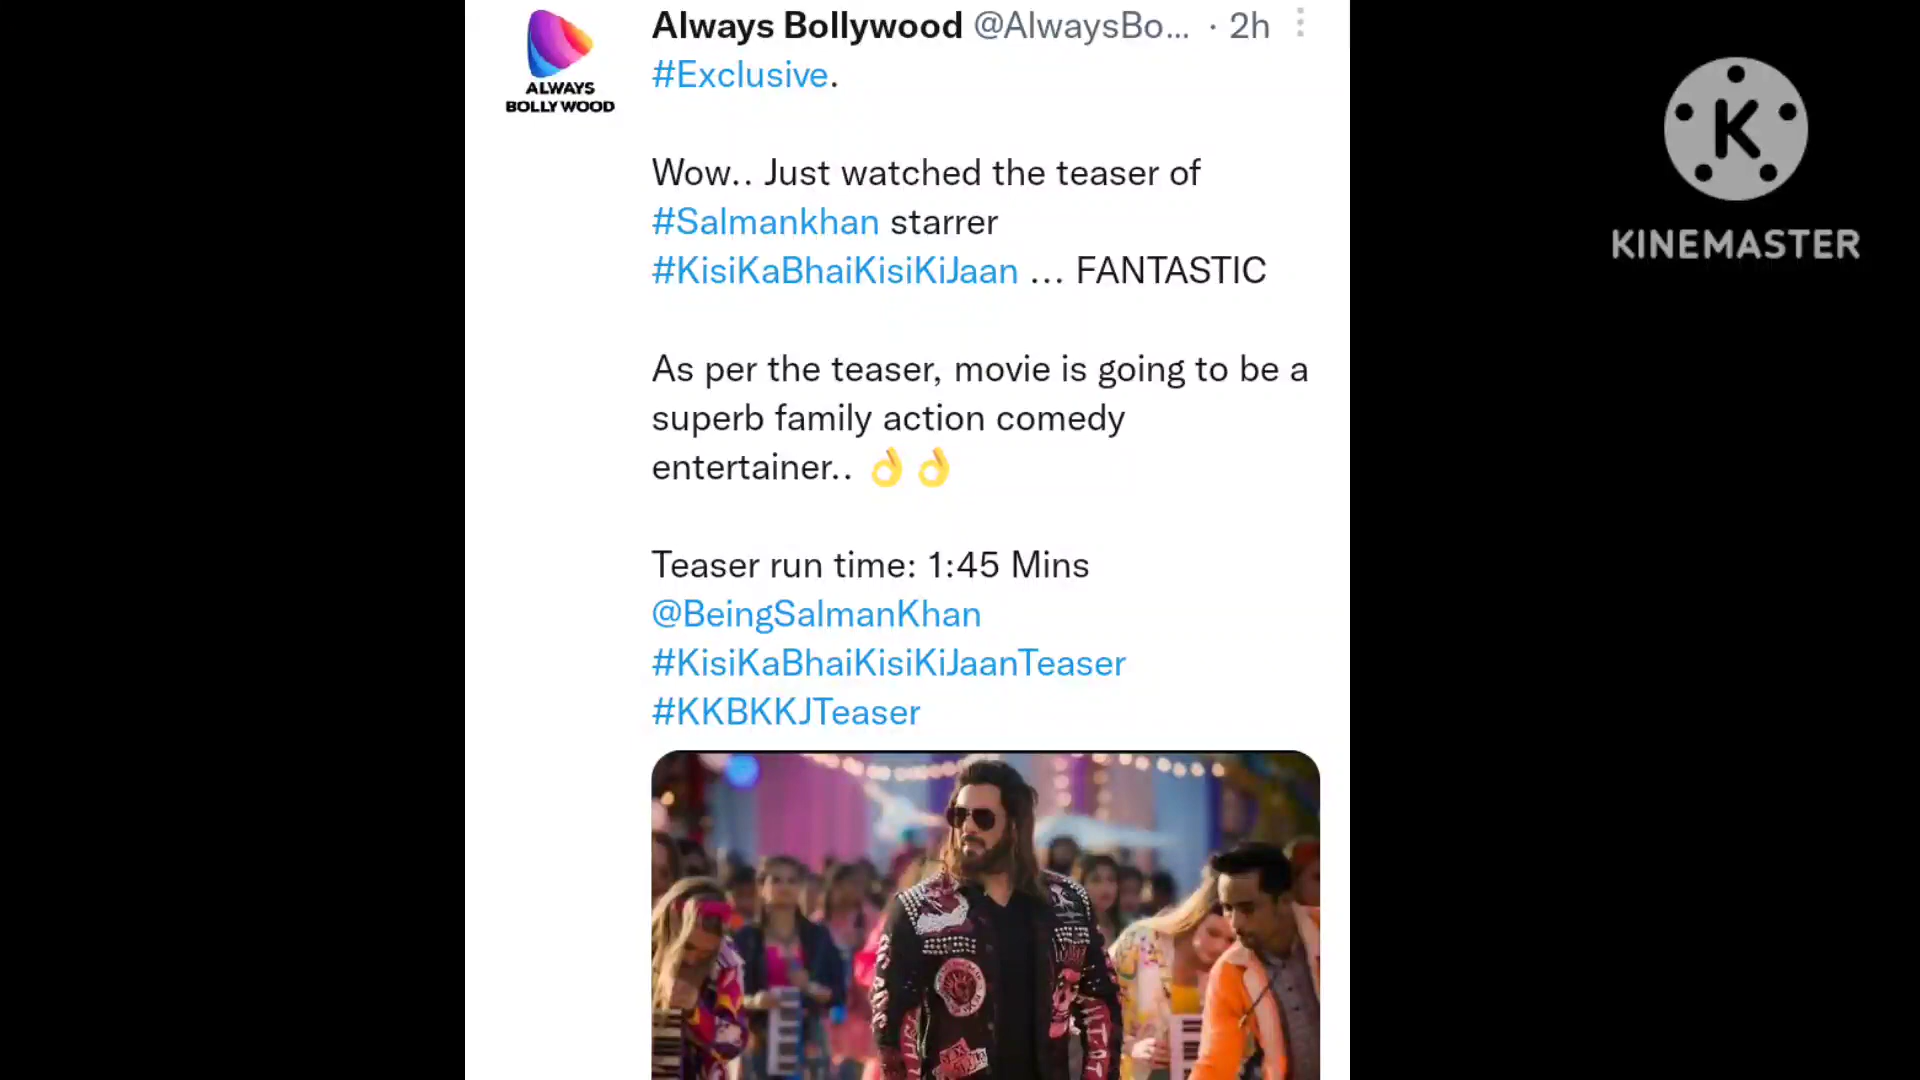 Always Bollywood @AlwaysBo... · 2h
ALWAYS
BOLLYWOOD
#Exclusive.
Wow.. Just watched the teaser of
#Salmankhan starrer
#KisiKaBhaiKisiKiJaan ... FANTASTIC
As per the teaser, movie is going to be a
superb family action comedy
entertainer.. 👌👌
Teaser run time: 1:45 Mins
@BeingSalmanKhan
#KisiKaBhaiKisiKiJaanTeaser
#KKBKKJTeaser
K
KINEMASTER